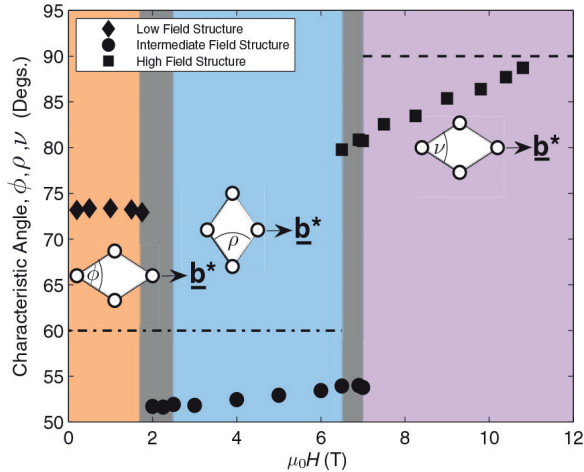 Low Field Structure
Intermediate Field Structure
High Field Structure
Characteristic Angle, ϕ, ρ, ν (Degs.)
95
90
85
80
75
70
65
60
55
50
ν
b*
ρ
b*
ϕ
b*
0
2
4
6
8
10
12
μ₀H (T)